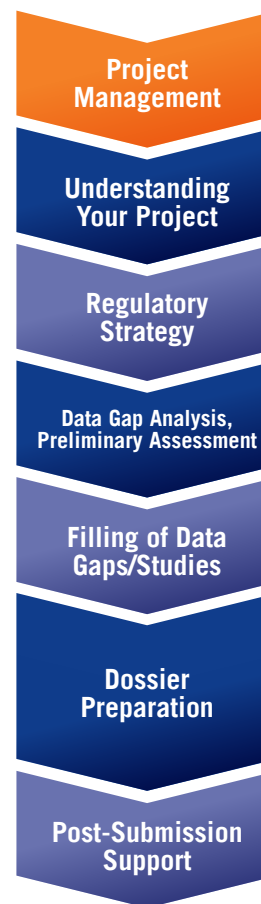 Project
Management
Understanding
Your Project
Regulatory
Strategy
Data Gap Analysis,
Preliminary Assessment
Filling of Data
Gaps/Studies
Dossier
Preparation
Post-Submission
Support